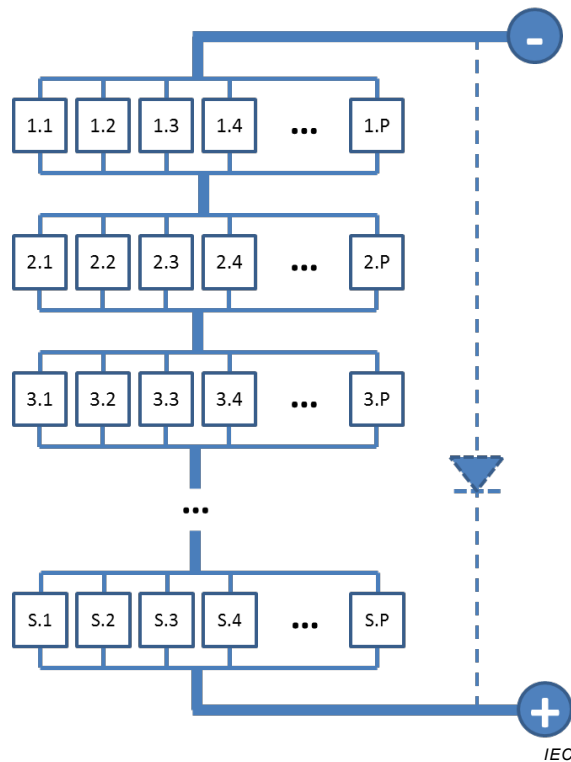 -
1.1 1.2 1.3 1.4 ... 1.P
2.1 2.2 2.3 2.4 ... 2.P
3.1 3.2 3.3 3.4 ... 3.P
...
S.1 S.2 S.3 S.4 ... S.P
+
IEC